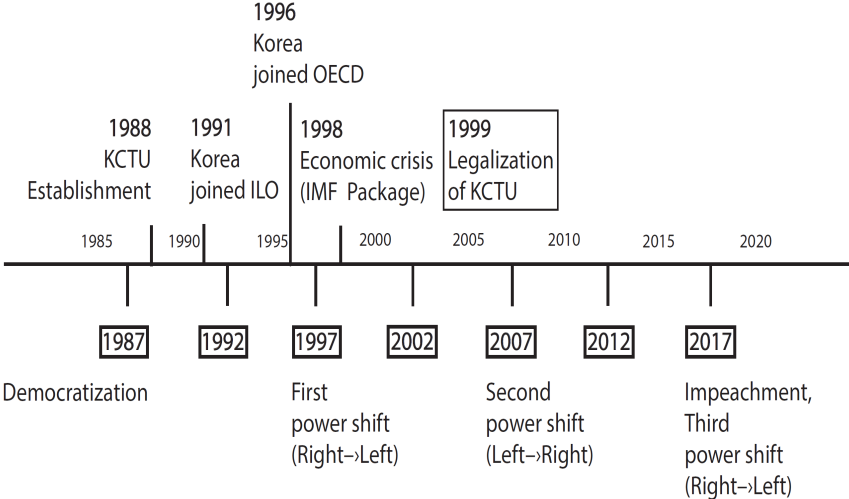 1996
Korea
joined OECD
1988
KCTU
Establishment
1991
Korea
joined ILO
1998
Economic crisis
(IMF Package)
1999
Legalization
of KCTU
1985 1990 1995 2000 2005 2010 2015 2020
1987 1992 1997 2002 2007 2012 2017
Democratization
First
power shift
(Right–›Left)
Second
power shift
(Left–›Right)
Impeachment,
Third
power shift
(Right–›Left)